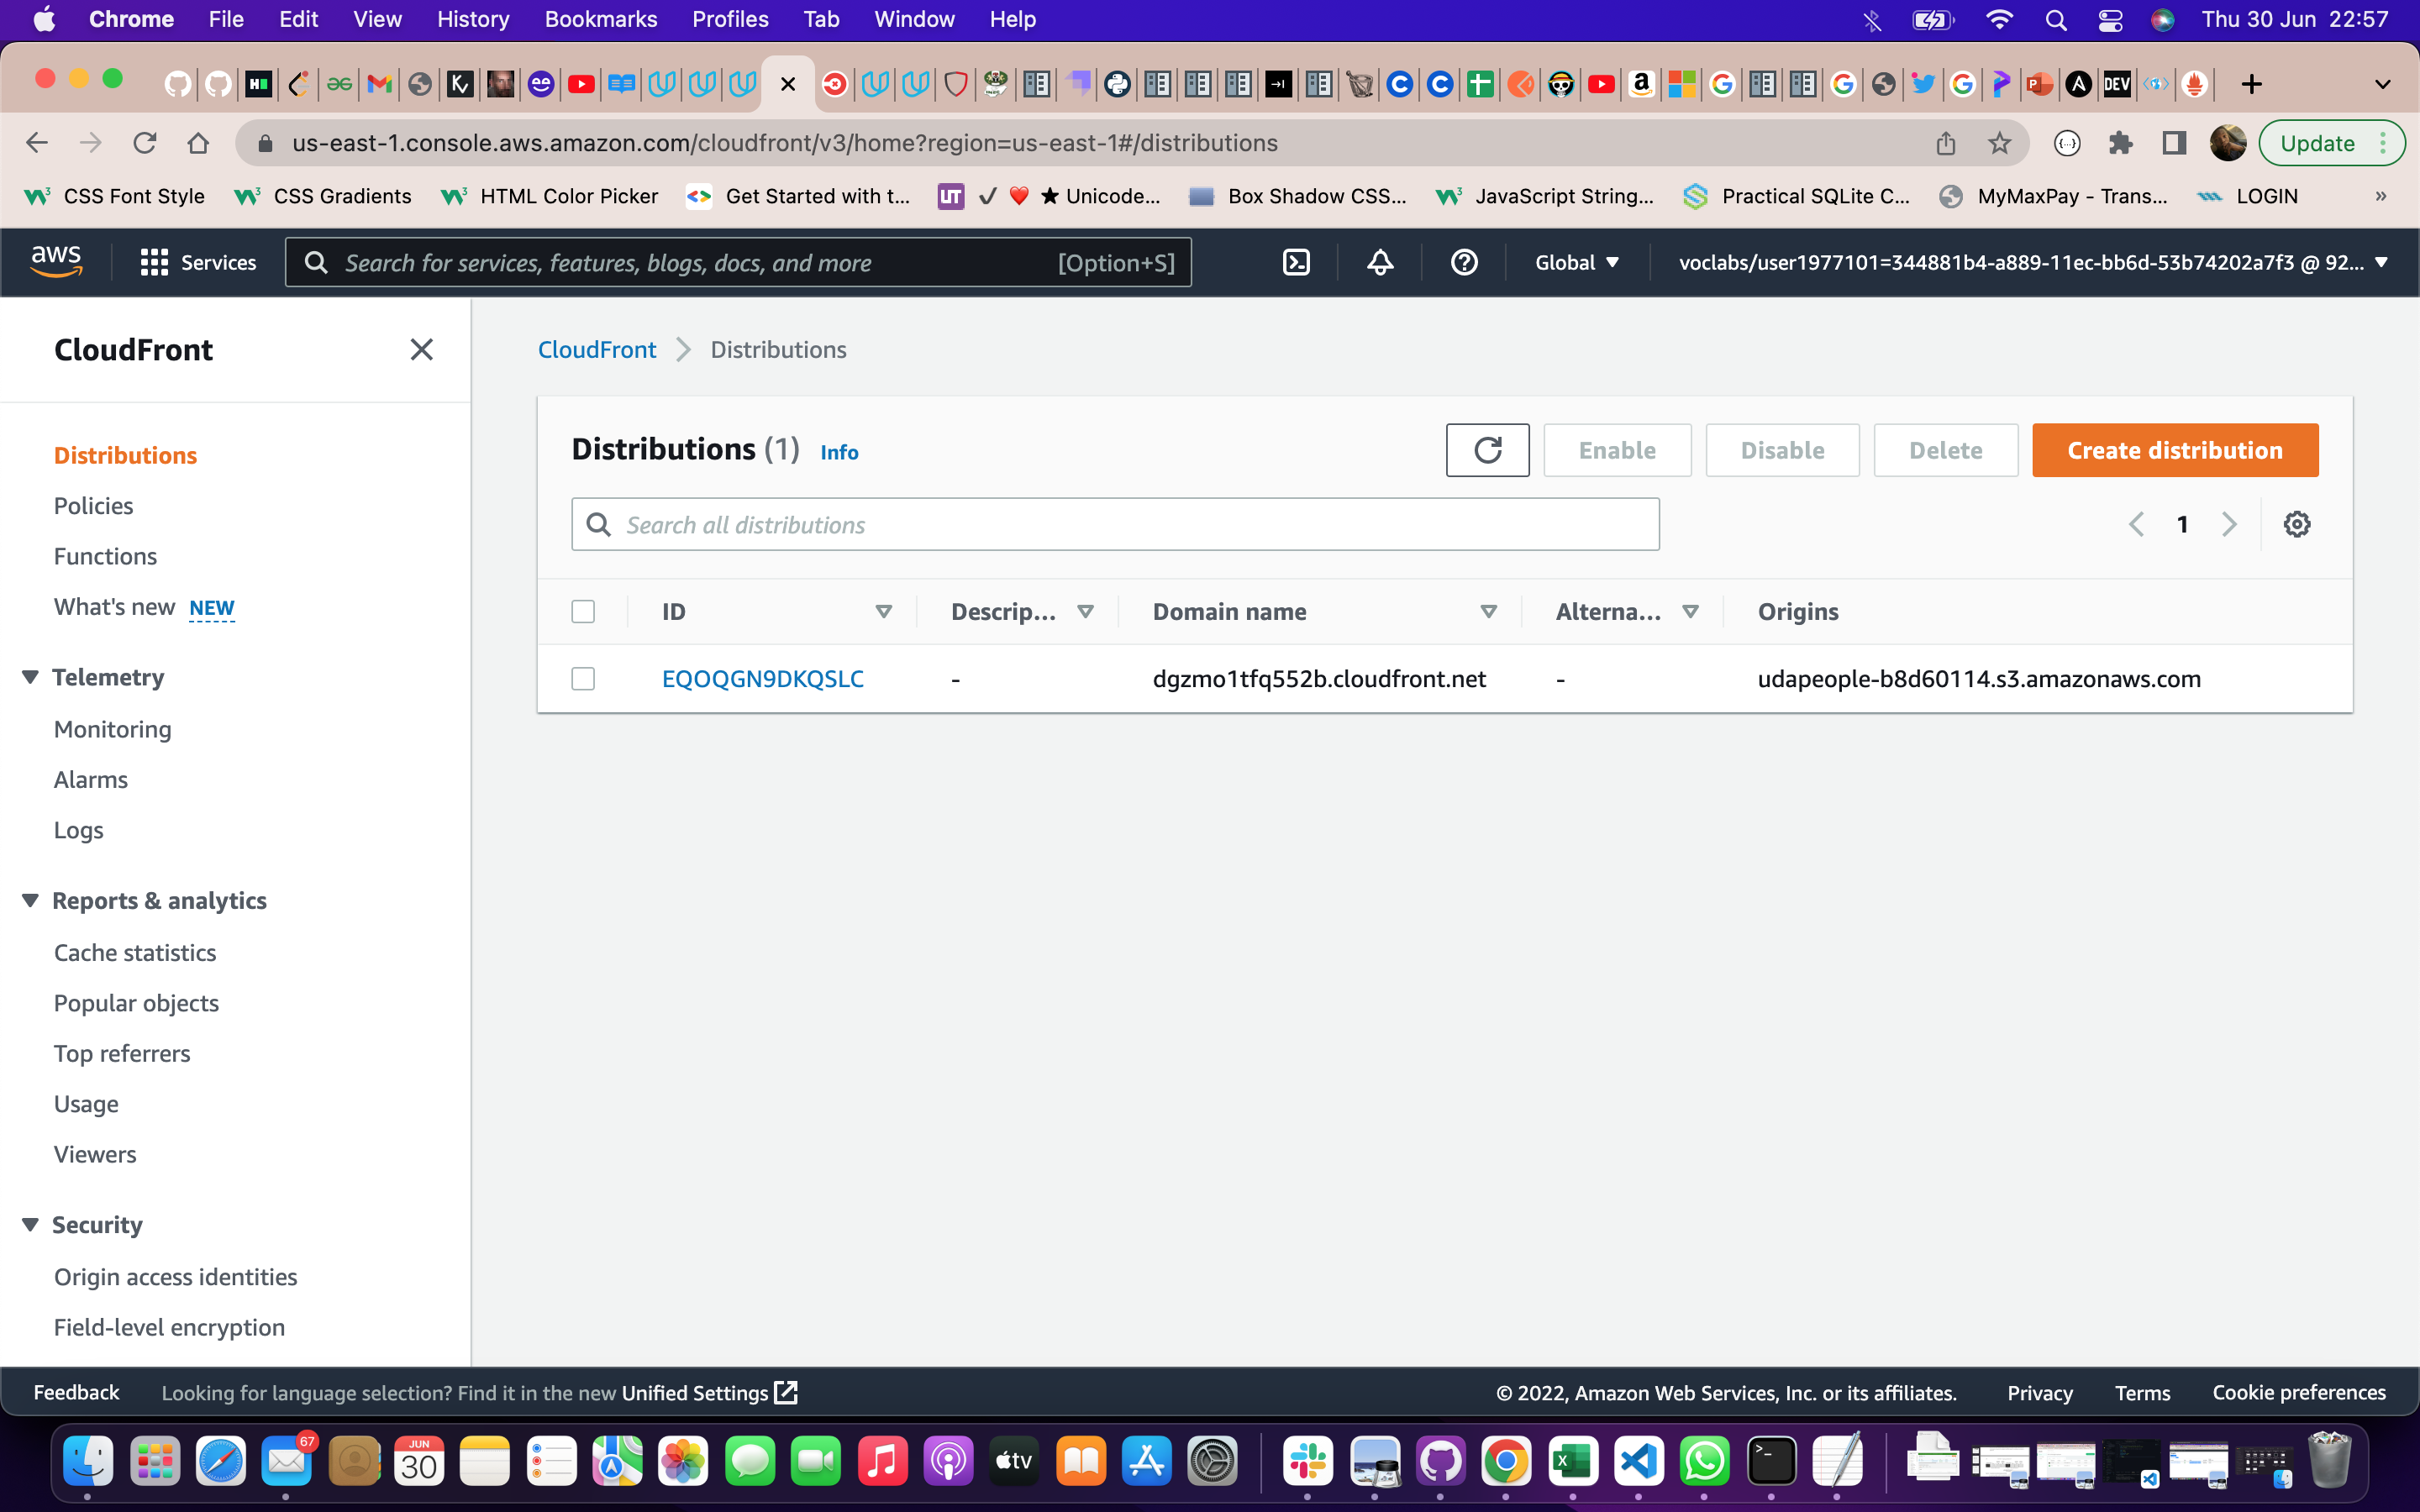 Chrome File Edit View History Bookmarks Profiles Tab Window Help Thu 30 Jun 22:57
us-east-1.console.aws.amazon.com/cloudfront/v3/home?region=us-east-1#/distributions Update
CSS Font Style CSS Gradients HTML Color Picker Get Started with t... UT ✓ ❤️ ★ Unicode... Box Shadow CSS... JavaScript String... Practical SQLite C... MyMaxPay - Trans... LOGIN »
aws Services Search for services, features, blogs, docs, and more [Option+S] Global voclabs/user1977101=344881b4-a889-11ec-bb6d-53b74202a7f3 @ 92...
CloudFront
Distributions
Policies
Functions
What's new NEW
Telemetry
Monitoring
Alarms
Logs
Reports & analytics
Cache statistics
Popular objects
Top referrers
Usage
Viewers
Security
Origin access identities
Field-level encryption
CloudFront Distributions
Distributions (1) Info Enable Disable Delete Create distribution
Search all distributions 1
ID Descrip... Domain name Alterna... Origins
EQOQGN9DKQSLC - dgzmo1tfq552b.cloudfront.net - udapeople-b8d60114.s3.amazonaws.com
Feedback Looking for language selection? Find it in the new Unified Settings © 2022, Amazon Web Services, Inc. or its affiliates. Privacy Terms Cookie preferences
67 JUN 30 tv